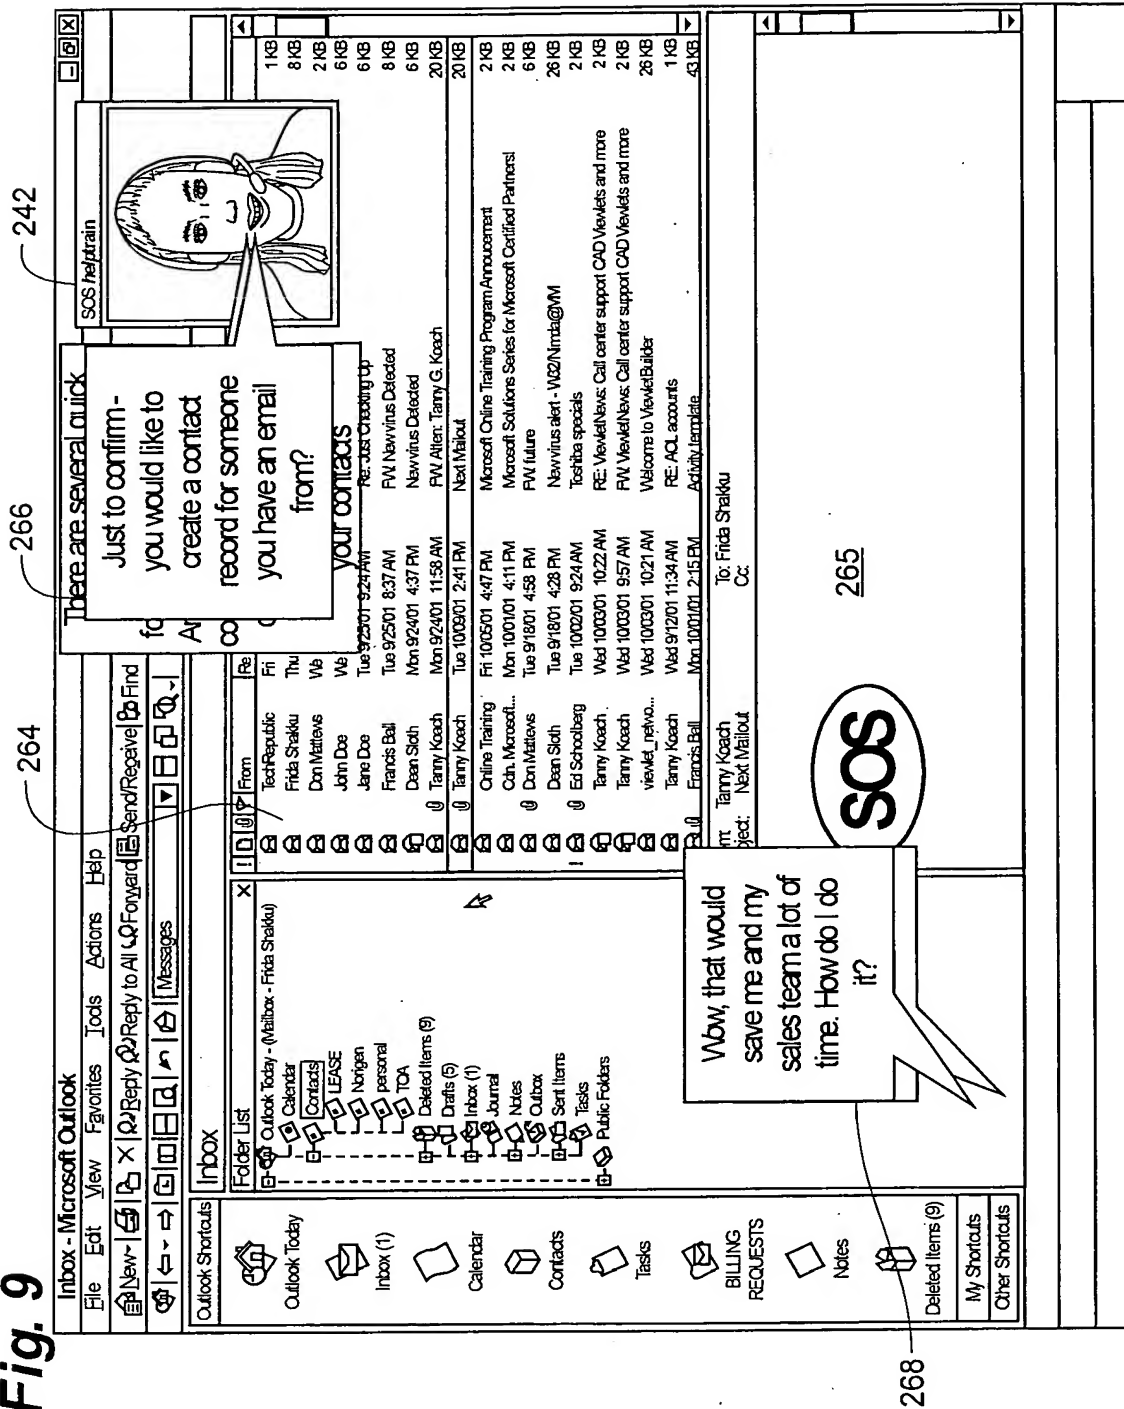 Fig. 9
242
266
264
Inbox - Microsoft Outlook
File Edit View Favorites Tools Actions Help
New Reply Reply to All Forward Send/Receive Find
Messages
SOS helptrain
There are several quick
fo
A
co
your contacts
Just to confirm -
you would like to
create a contact
record for someone
you have an email
from?
Outlook Shortcuts
Outlook Today
Inbox (1)
Calendar
Contacts
Tasks
BILLING
REQUESTS
Notes
Deleted Items (9)
My Shortcuts
Other Shortcuts
Inbox
Folder List X
Outlook Today - (Mailbox - Frida Shakku)
Calendar
Contacts
LEASE
Norigen
personal
TOA
Deleted Items (9)
Drafts (5)
Inbox (1)
Journal
Notes
Outbox
Sent Items
Tasks
Public Folders
! From Re
TechRepublic Fri 1 KB
Frida Shakku Thu 8 KB
Don Mattews We 2 KB
John Doe We 6 KB
Jane Doe Tue 9/25/01 9:24 AM Re: Just Checking Up 6 KB
Francis Ball Tue 9/25/01 8:37 AM FW: New virus Detected 8 KB
Dean Sloth Mon 9/24/01 4:37 PM New virus Detected 6 KB
Tanny Koach Mon 9/24/01 11:58 AM FW: Atten: Tanny G. Koach 20 KB
Tanny Koach Tue 10/09/01 2:41 PM Next Mailout 20 KB
Online Training Fri 10/05/01 4:47 PM Microsoft Online Training Program Annoucement 2 KB
Cdn. Microsoft... Mon 10/01/01 4:11 PM Microsoft Solutions Series for Microsoft Certified Partners! 2 KB
Don Mattews Tue 9/18/01 4:58 PM FW: future 6 KB
Dean Sloth Tue 9/18/01 4:28 PM New virus alert - W32/Nimda@MM 26 KB
! Ed Schoolberg Tue 10/02/01 9:24 AM Toshiba specials 2 KB
Tanny Koach Wed 10/03/01 10:22 AM RE: ViewletNews: Call center support CAD Viewlets and more 2 KB
Tanny Koach Wed 10/03/01 9:57 AM FW: ViewletNews: Call center support CAD Viewlets and more 2 KB
viewlet_netwo... Wed 10/03/01 10:21 AM Welcome to ViewletBuilder 26 KB
Tanny Koach Wed 9/12/01 11:34 AM RE: AOL accounts 1 KB
Francis Ball Mon 10/01/01 2:15 PM Activity template 43 KB
om: Tanny Koach To: Frida Shakku
bject: Next Mailout Cc:
265
SOS
Wow, that would
save me and my
sales team a lot of
time. How do I do
it?
268